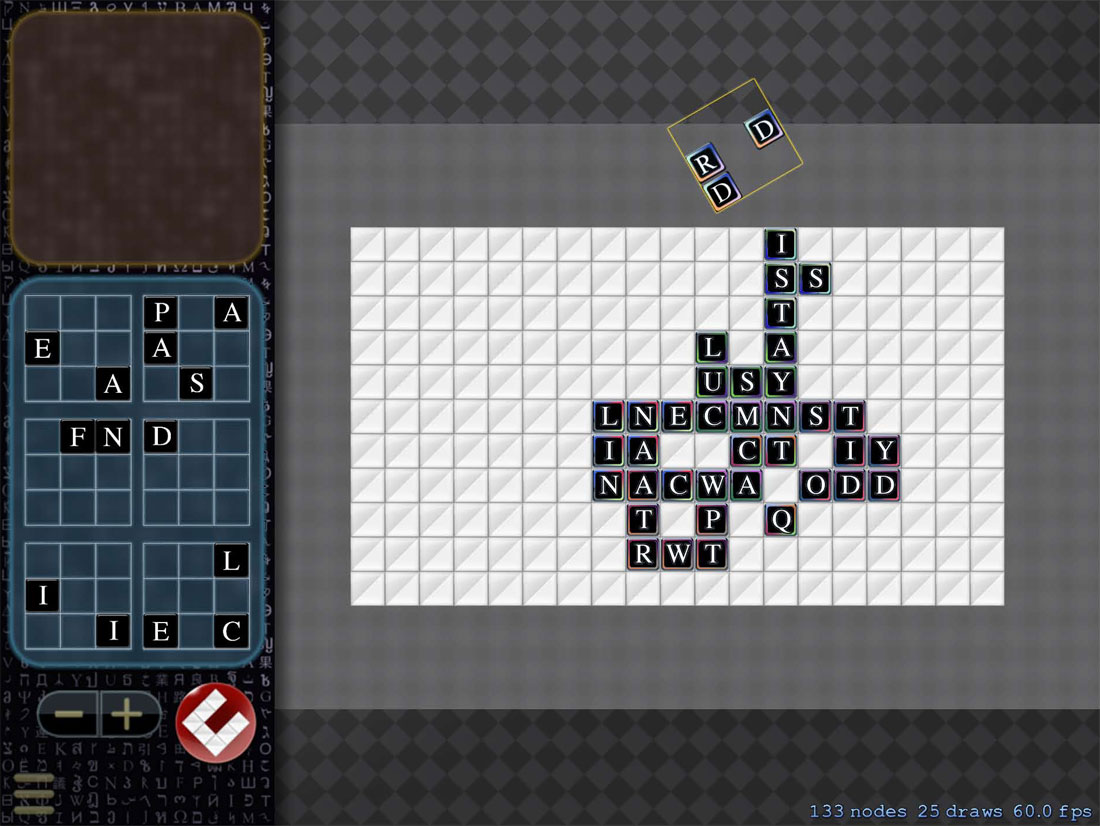 D
R
D
I
S S
T
L A
U S Y
L N E C M N S T
I A C T I Y
N A C W A O D D
T P Q
R W T
P A
E A
A S
F N D
L
I
I E C
133 nodes 25 draws 60.0 fps